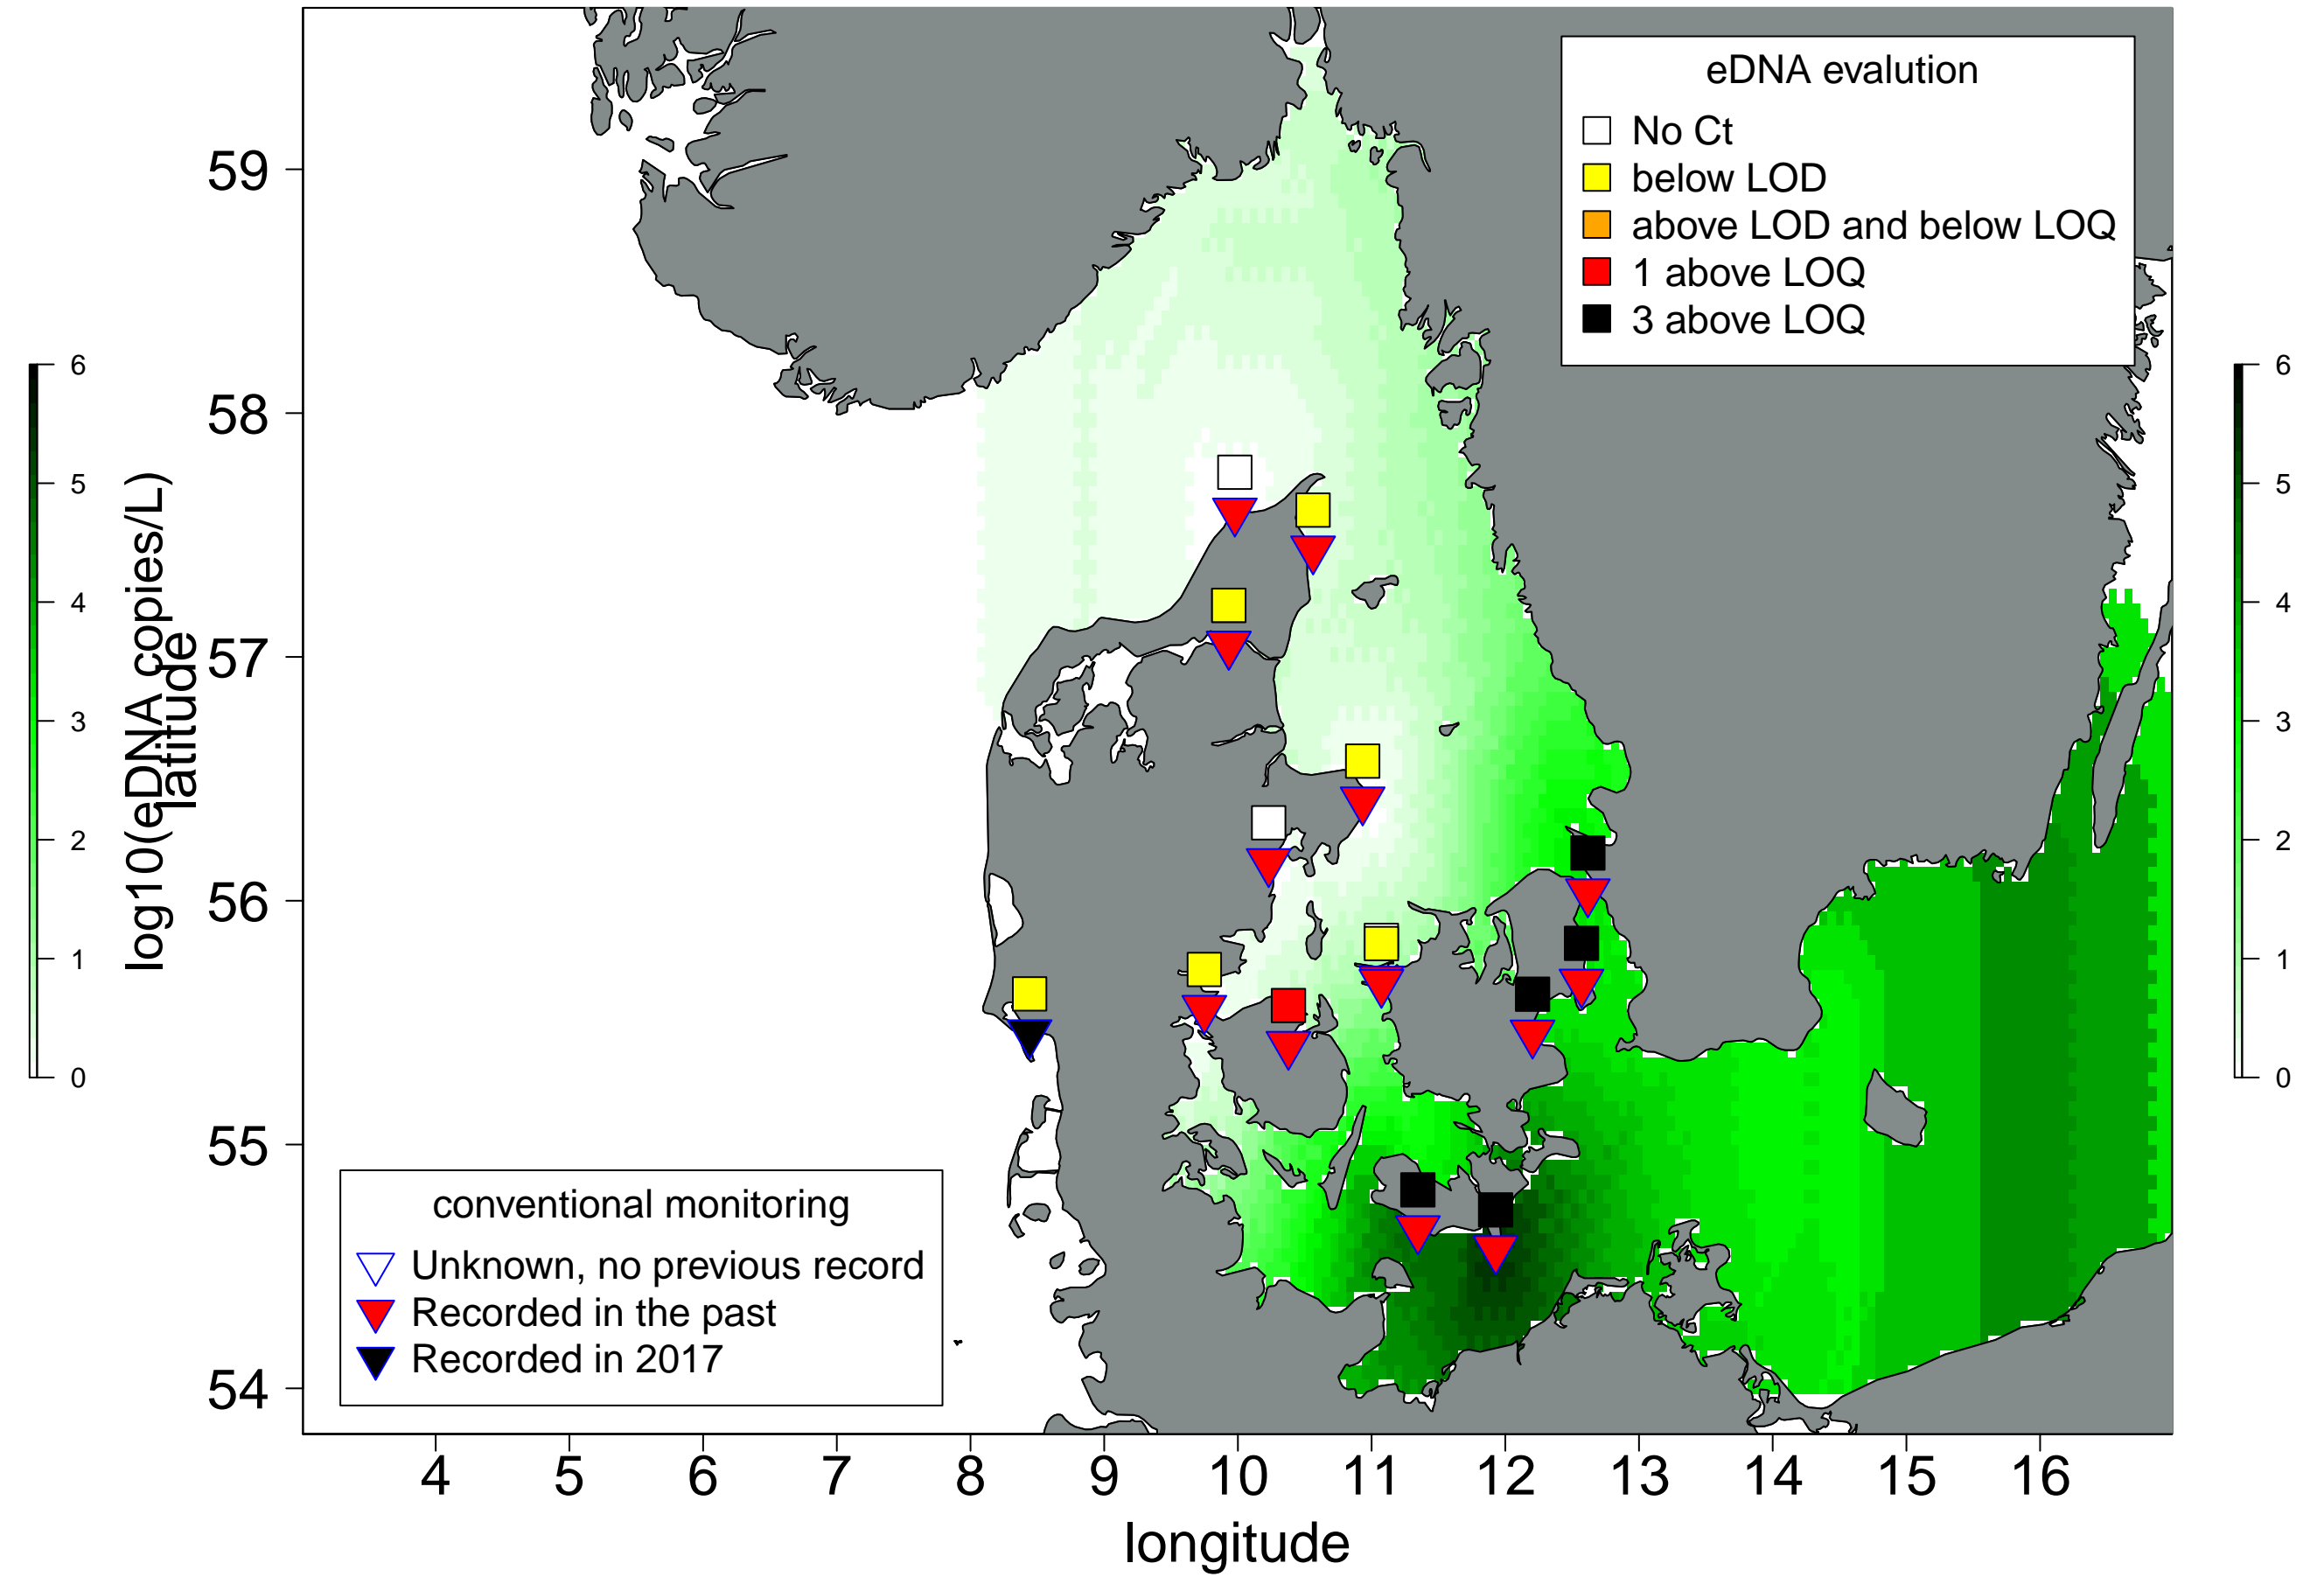 eDNA evalution
No Ct
below LOD
above LOD and below LOQ
1 above LOQ
3 above LOQ
59
58
57
56
55
54
latitude
log10(eDNA copies/L)
6
5
4
3
2
1
0
6
5
4
3
2
1
0
conventional monitoring
Unknown, no previous record
Recorded in the past
Recorded in 2017
4 5 6 7 8 9 10 11 12 13 14 15 16
longitude